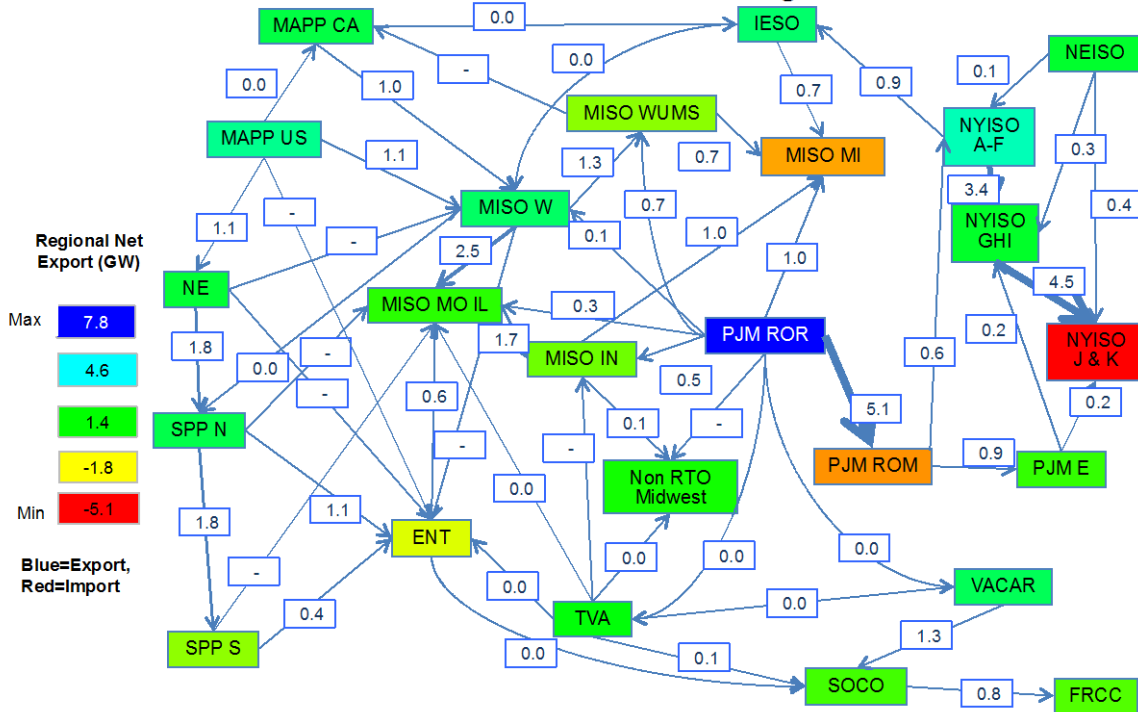 MAPP CA
0.0
IESO
NEISO
0.0
-
0.0
0.9
0.1
0.0
1.0
0.7
MISO WUMS
NYISO
A-F
MAPP US
MISO MI
1.1
1.3
0.7
0.3
3.4
MISO W
0.7
0.4
NYISO
GHI
-
1.1
-
0.1
1.0
Regional Net
Export (GW)
2.5
1.0
4.5
NE
MISO MO IL
0.3
Max
7.8
PJM ROR
0.2
NYISO
J & K
1.8
1.7
-
MISO IN
0.0
4.6
0.5
0.6
-
0.6
0.2
1.4
5.1
SPP N
0.1
-
-
-
0.9
-1.8
PJM ROM
PJM E
Non RTO
Midwest
Min
-5.1
1.8
1.1
0.0
ENT
Blue=Export,
Red=Import
-
0.0
0.0
0.0
0.0
VACAR
0.4
0.0
TVA
SPP S
1.3
0.0
0.1
SOCO
0.8
FRCC